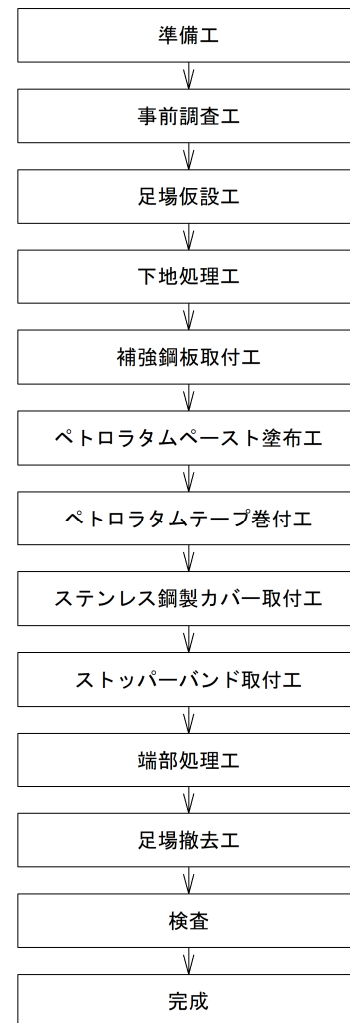 準備工
事前調査工
足場仮設工
下地処理工
補強鋼板取付工
ペトロラタムペースト塗布工
ペトロラタムテープ巻付工
ステンレス鋼製カバー取付工
ストッパーバンド取付工
端部処理工
足場撤去工
検査
完成